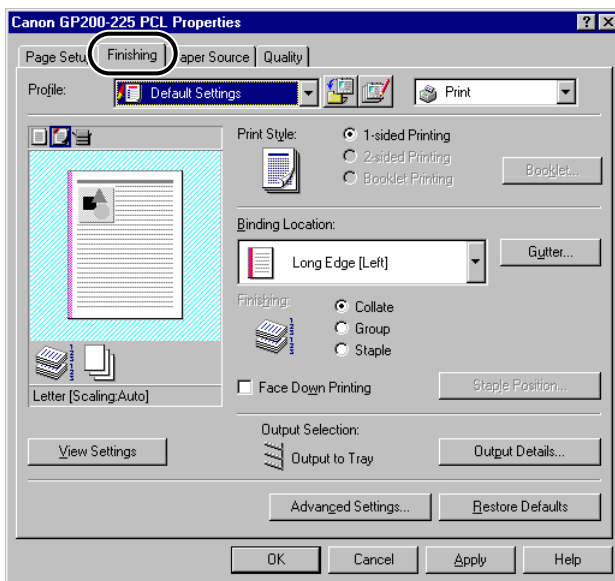 Canon GP200-225 PCL Properties
Page Setu Finishing aper Source Quality
Profile: Default Settings Print
Print Style: 1-sided Printing
2-sided Printing
Booklet Printing
Booklet...
Binding Location:
Long Edge [Left]
Gutter...
Finishing:
Collate
Group
Staple
Letter [Scaling:Auto]
Face Down Printing
Staple Position...
View Settings
Output Selection:
Output to Tray
Output Details...
Advanced Settings... Restore Defaults
OK Cancel Apply Help